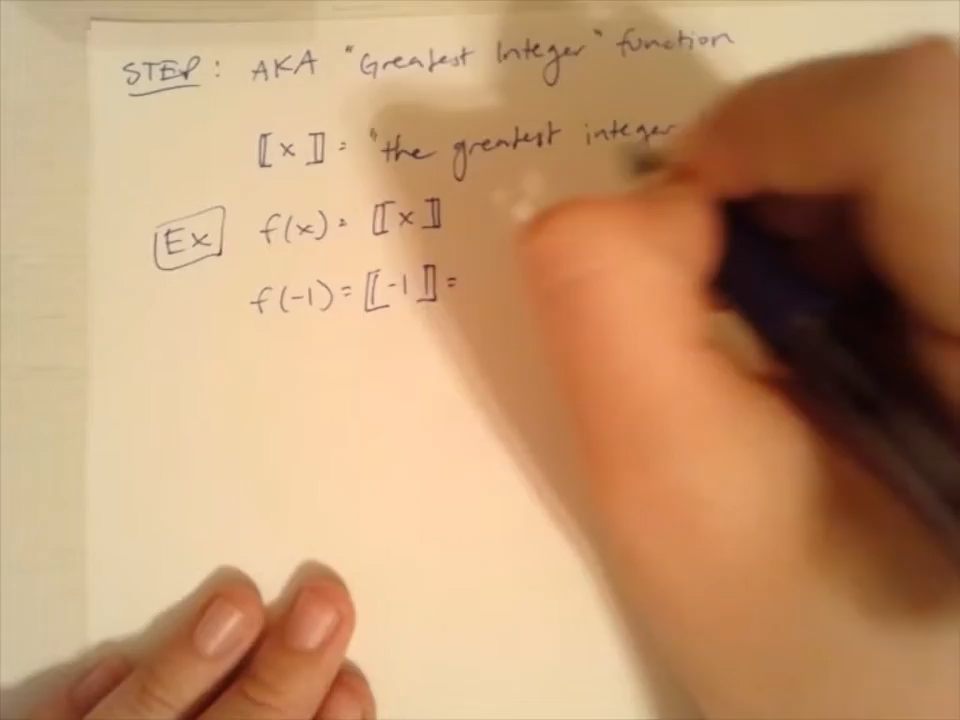 STEP: AKA "Greatest Integer" function
⟦x⟧ = "the greatest integer
Ex f(x) = ⟦x⟧
f(-1) = ⟦-1⟧ =